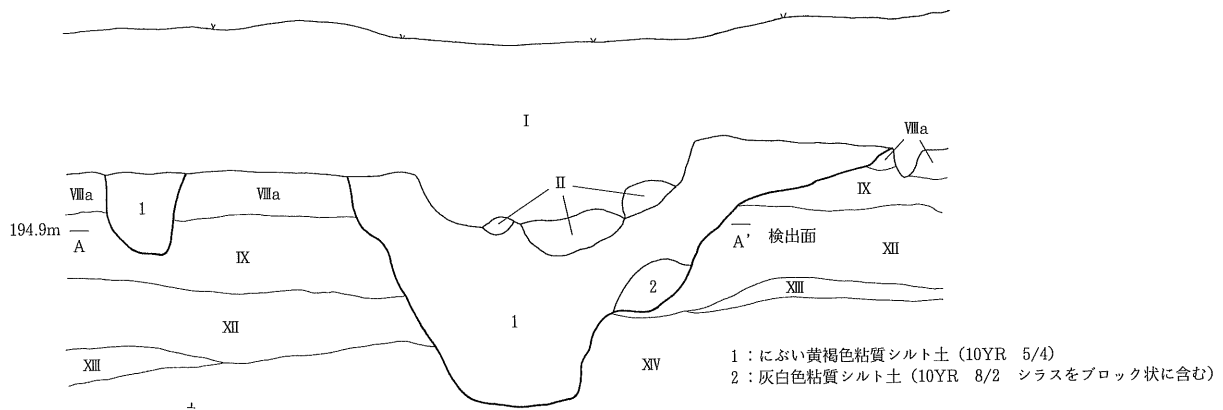 I
Ⅷa
Ⅱ
Ⅷa
1
Ⅷa
Ⅸ
194.9m
A
A' 検出面
Ⅸ
Ⅻ
2
ⅩⅢ
1
Ⅻ
ⅩⅢ
ⅩⅣ
1：にぶい黄褐色粘質シルト土（10YR 5/4）
2：灰白色粘質シルト土（10YR 8/2 シラスをブロック状に含む）